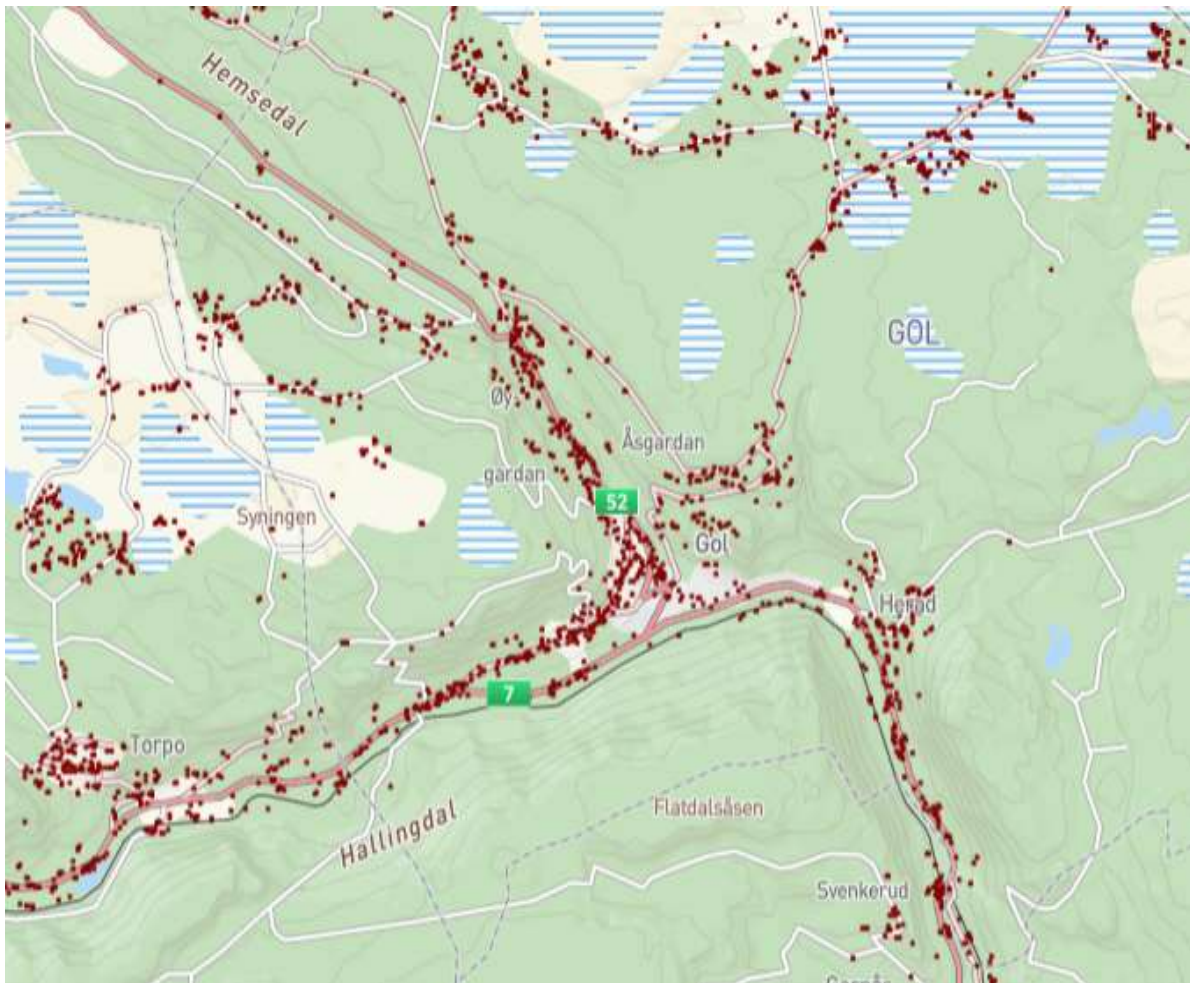 Hemsedal
GOL
Øy
gardan
Åsgardan
52
Syningen
Gol
Herad
7
Torpo
Hallingdal
Flatdalsåsen
Svenkerud